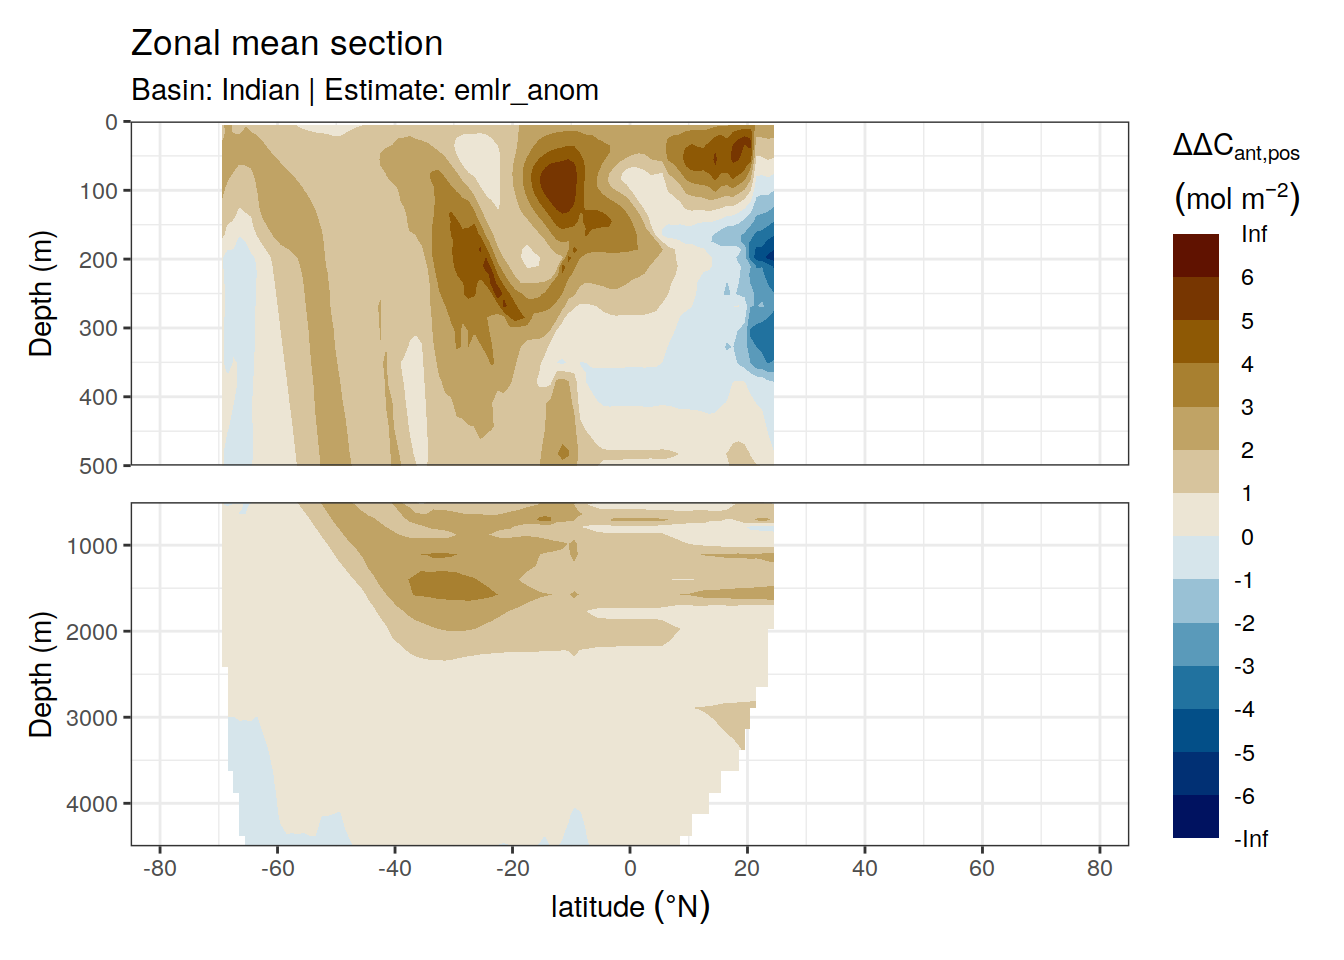 Zonal mean section
Basin: Indian | Estimate: emlr_anom
0
100
200
300
400
500
Depth (m)
1000
2000
3000
4000
Depth (m)
-80 -60 -40 -20 0 20 40 60 80
latitude (°N)
ΔΔC ant,pos
(mol m⁻²)
Inf
6
5
4
3
2
1
0
-1
-2
-3
-4
-5
-6
-Inf